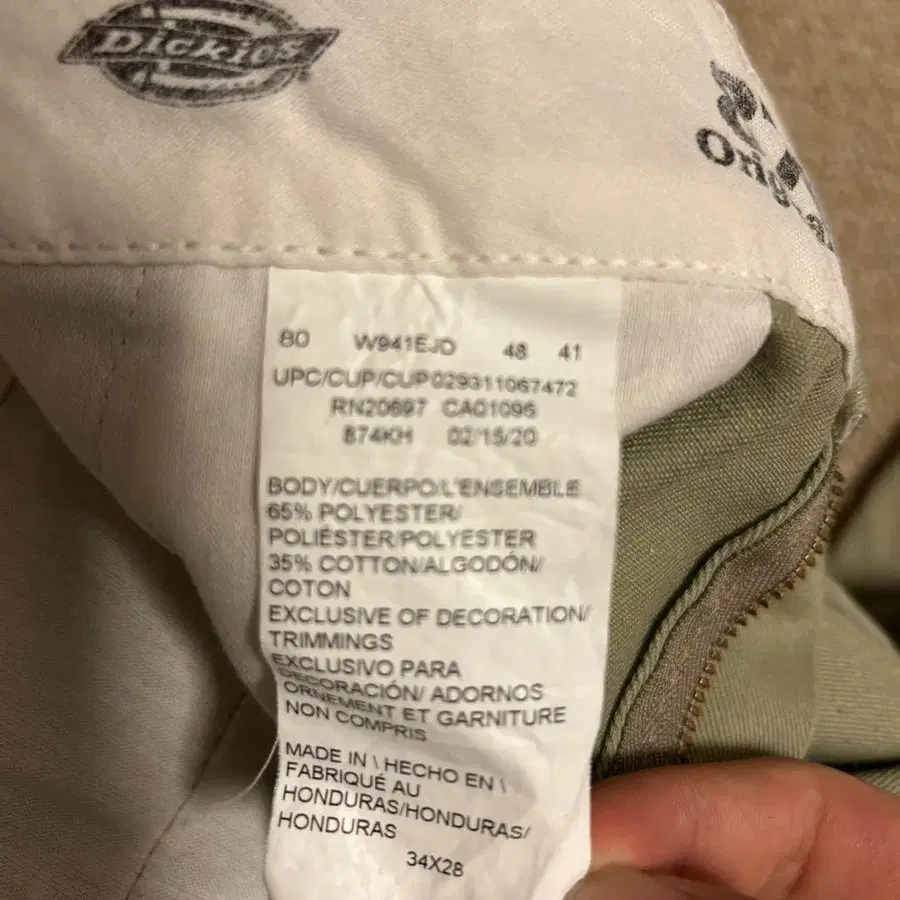 Dickies
Orig
80 W941EJD 48 41
UPC/CUP/CUP029311067472
RN20697 CA01096
874KH 02/15/20
BODY/CUERPO/L'ENSEMBLE
65% POLYESTER/
POLIÉSTER/POLYESTER
35% COTTON/ALGODÓN/
COTON
EXCLUSIVE OF DECORATION/
TRIMMINGS
EXCLUSIVO PARA
DECORACIÓN/ ADORNOS
ORNEMENT ET GARNITURE
NON COMPRIS
MADE IN \ HECHO EN \
FABRIQUÉ AU
HONDURAS/HONDURAS/
HONDURAS
34X28